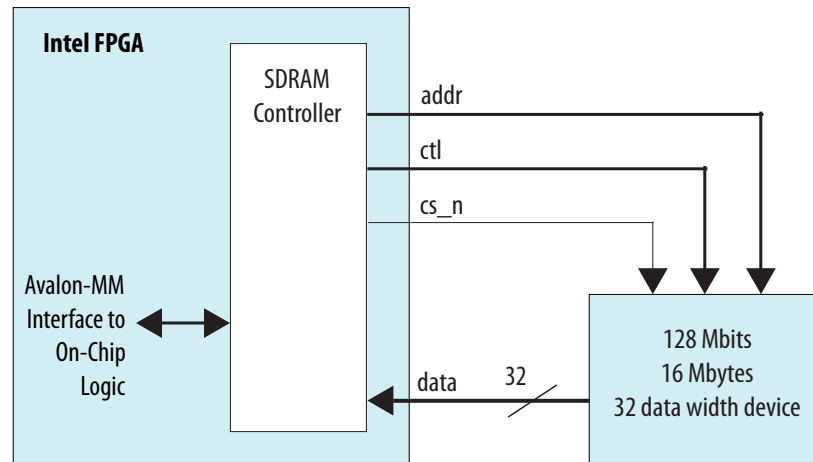 Intel FPGA
SDRAM
Controller
addr
ctl
cs_n
Avalon-MM
Interface to
On-Chip
Logic
data
32
128 Mbits
16 Mbytes
32 data width device